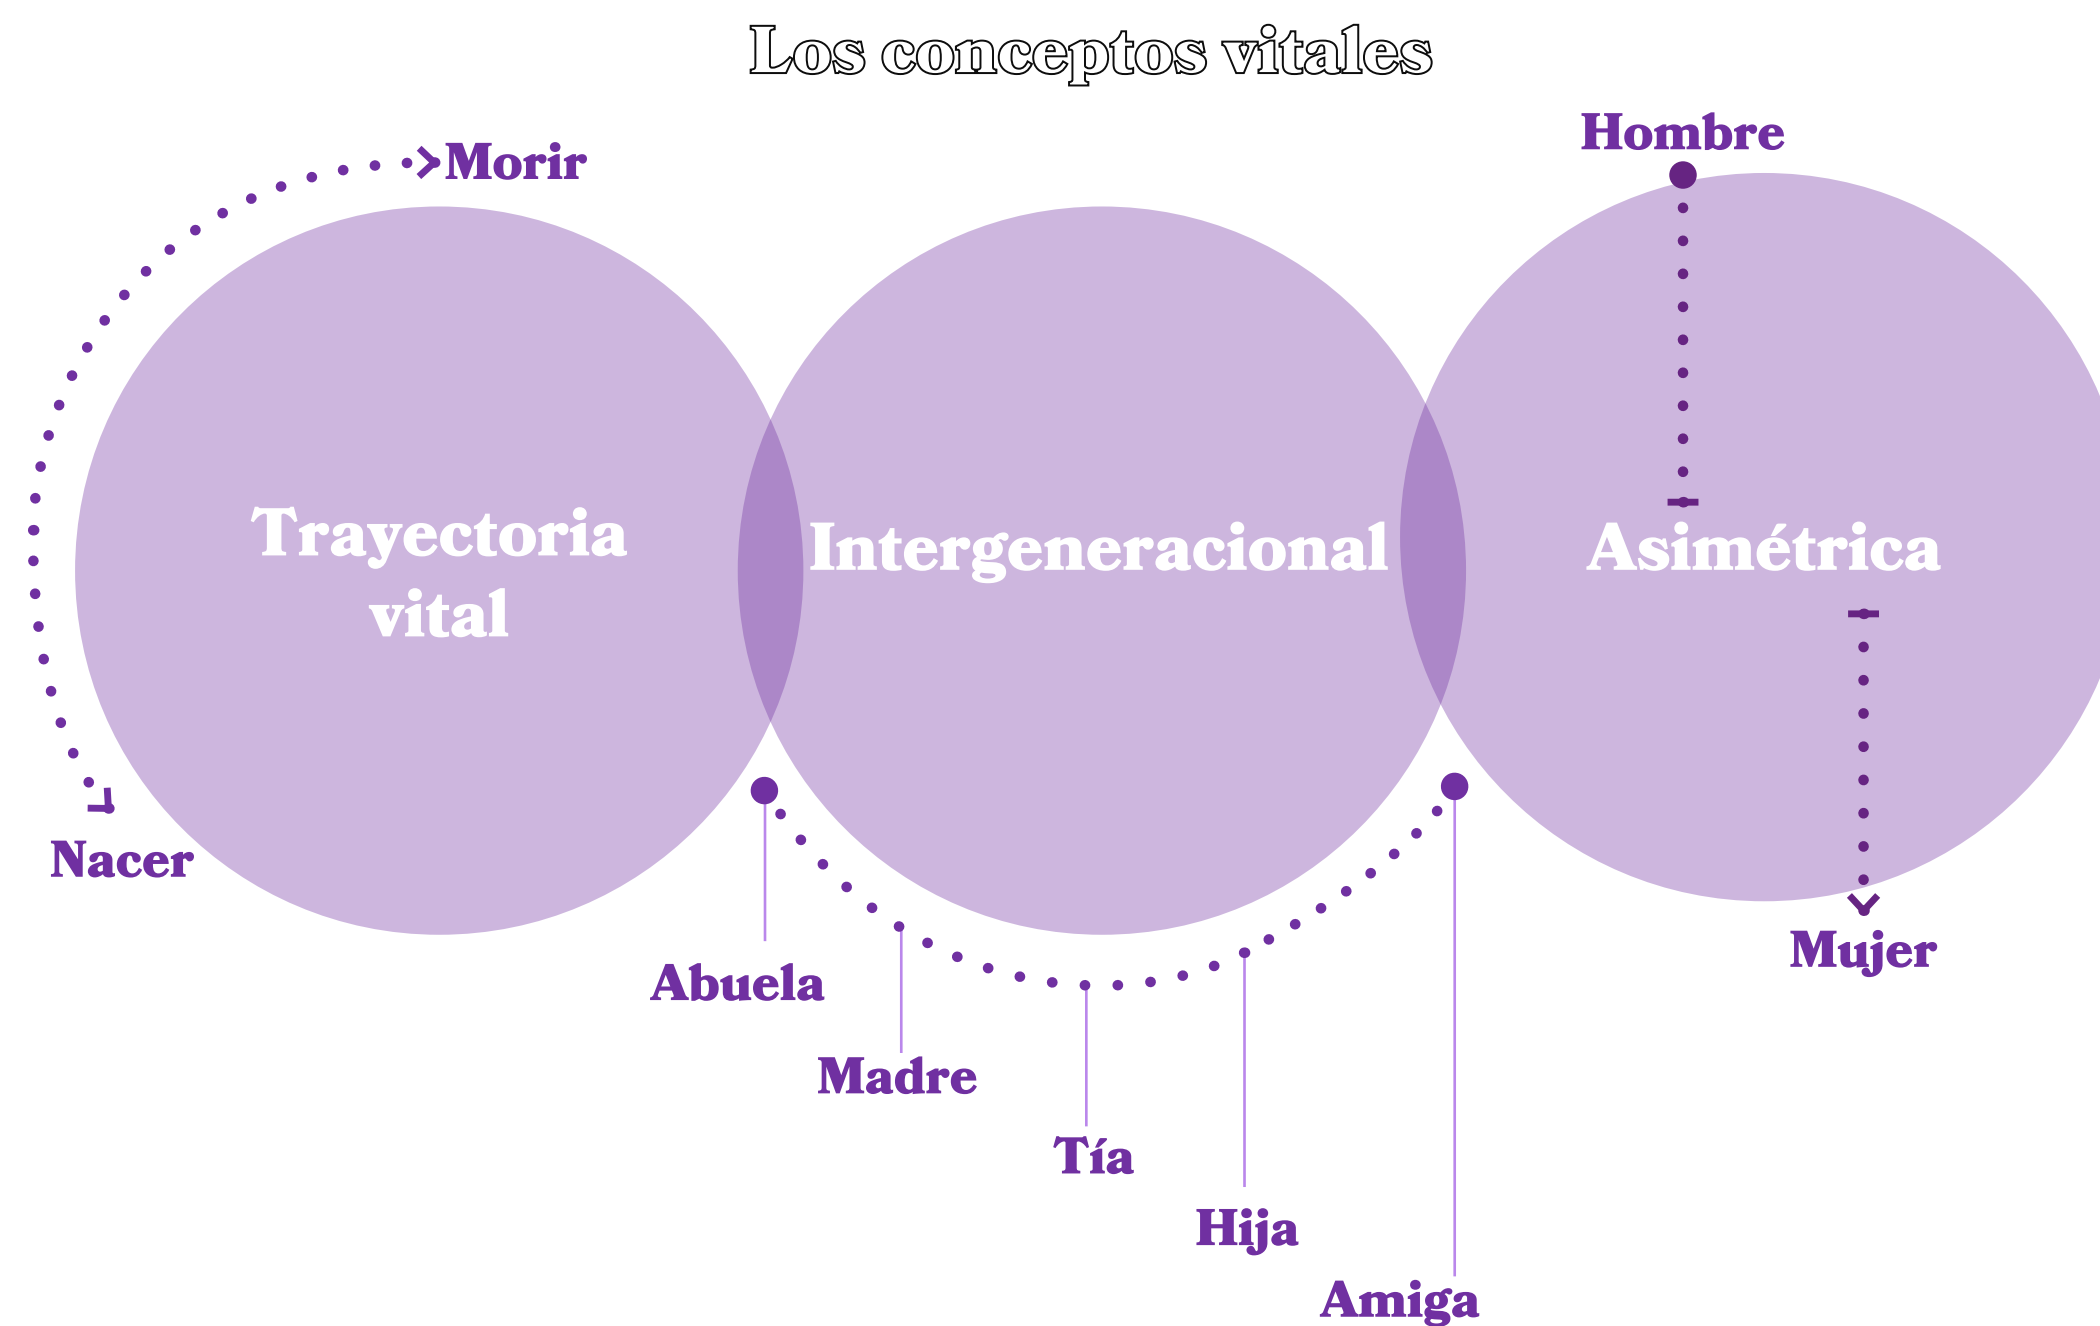 Los conceptos vitales
Morir
Hombre
Trayectoria
vital
Intergeneracional
Asimétrica
Nacer
Mujer
Abuela
Madre
Tía
Hija
Amiga